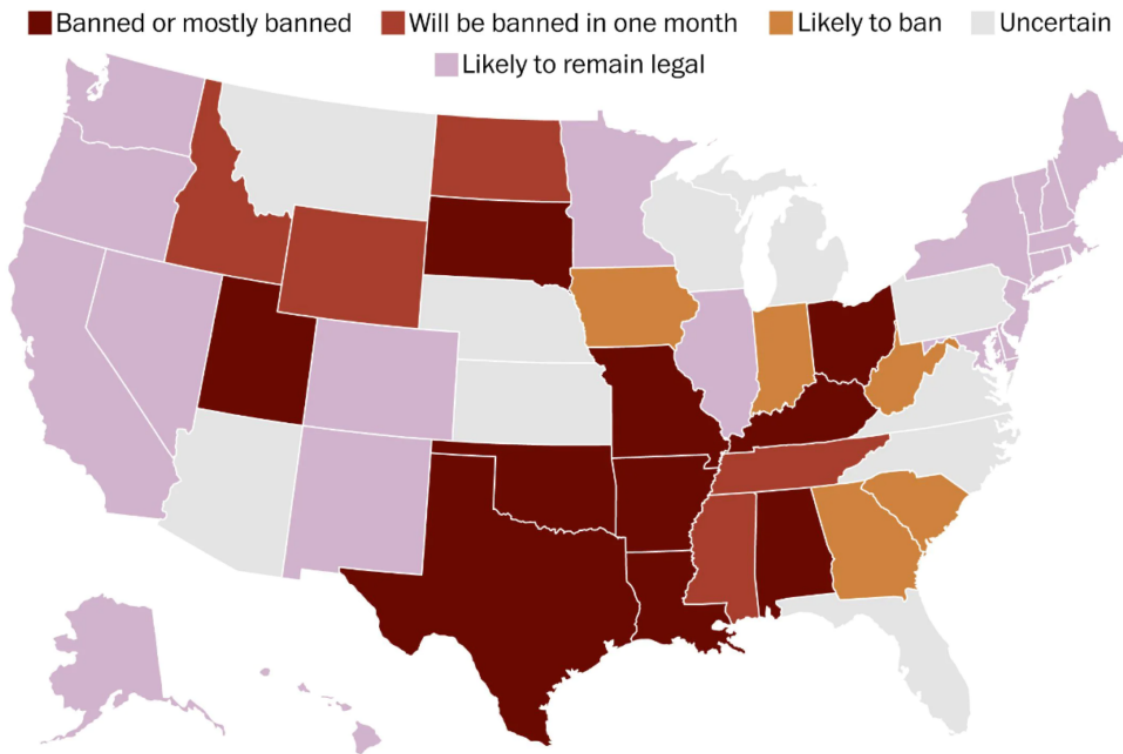 Banned or mostly banned Will be banned in one month Likely to ban Uncertain
Likely to remain legal